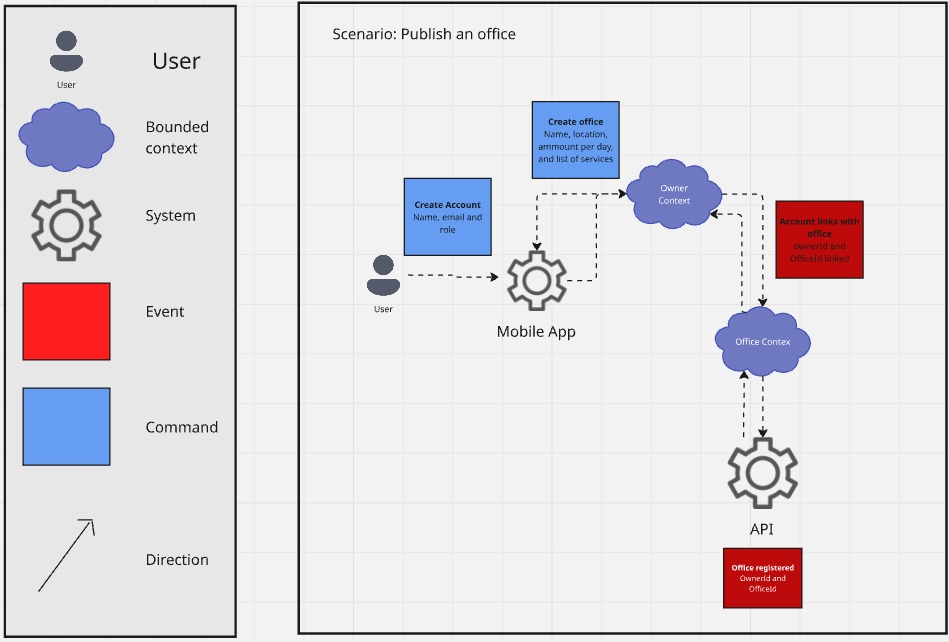 User
User
Bounded
context
System
Event
Command
Direction
Scenario: Publish an office
Create office
Name, location,
ammount per day,
and list of services
Create Account
Name, email and
role
Owner
Context
Account links with
office
ownerId and
OfficeId linked
User
Mobile App
Office Contex
API
Office registered
OwnerId and
OfficeId